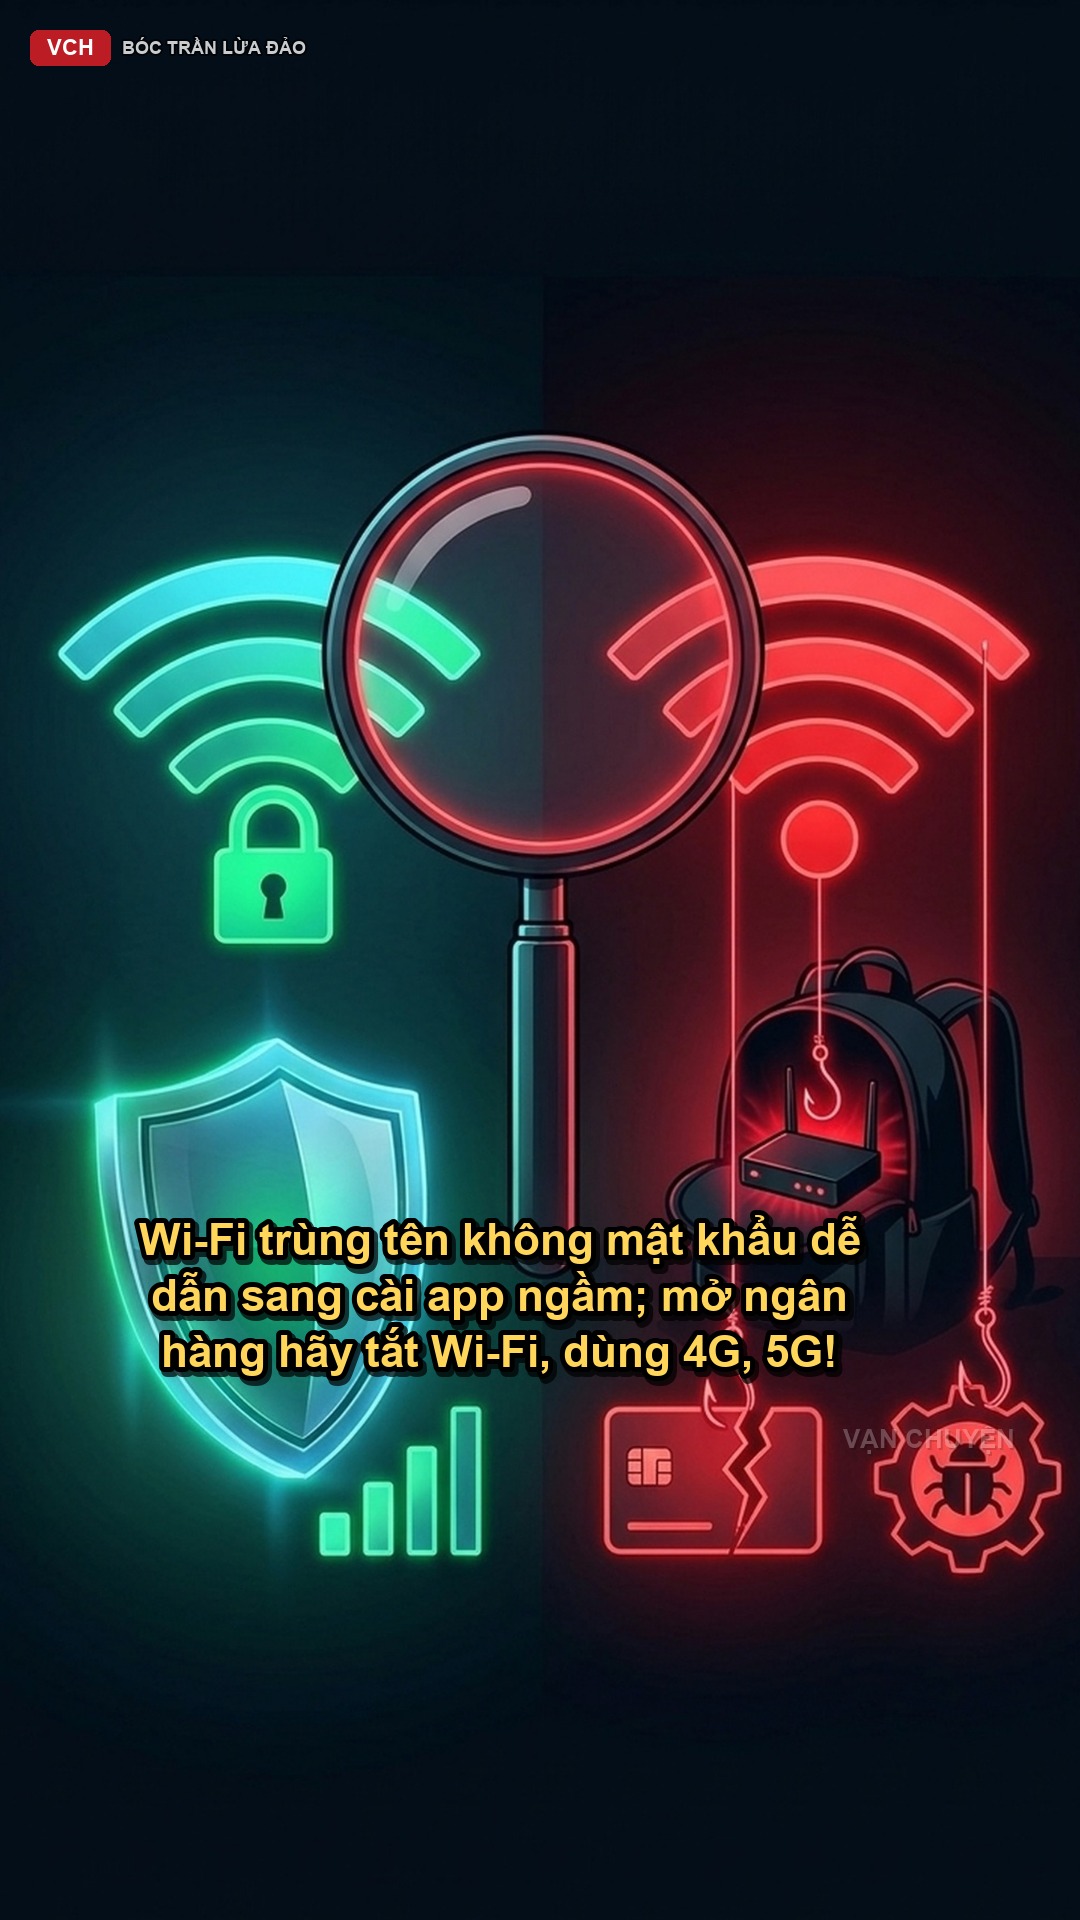 VCH BÓC TRẦN LỪA ĐẢO
Wi-Fi trùng tên không mật khẩu dễ
dẫn sang cài app ngầm; mở ngân
hàng hãy tắt Wi-Fi, dùng 4G, 5G!
VẠN CHUYỆN